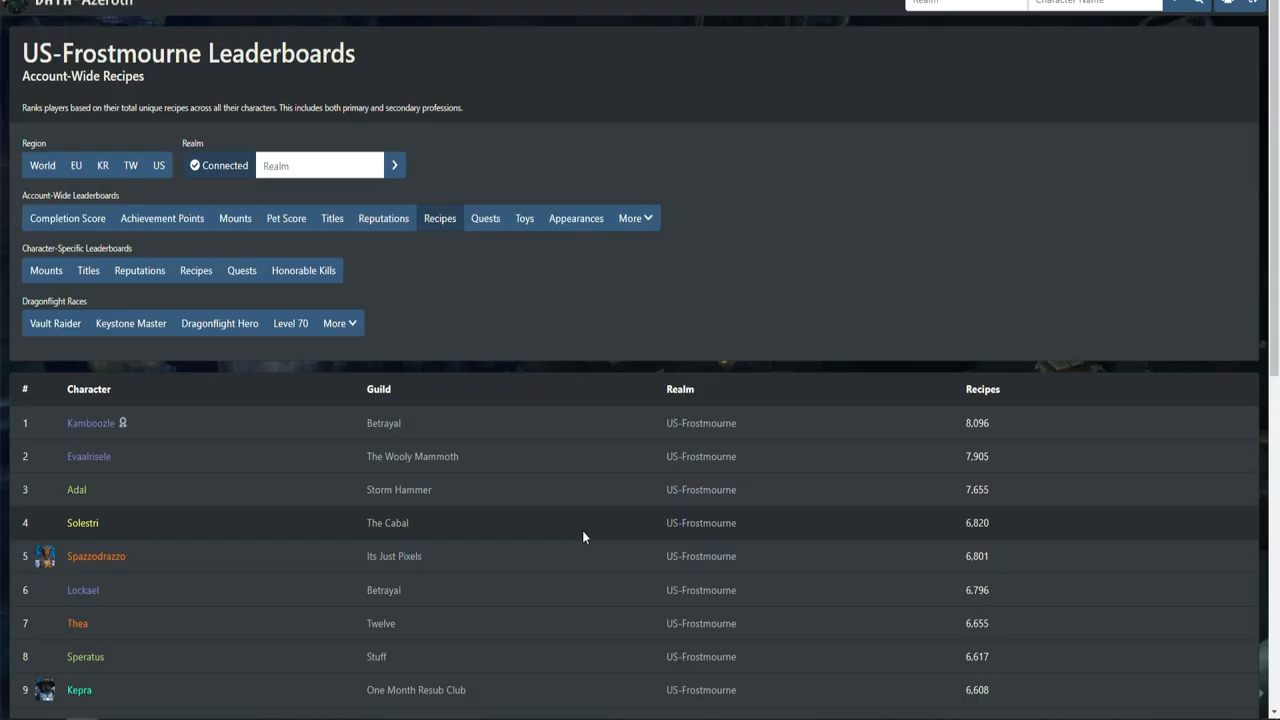 Azeroth
Realm
Character Name
US-Frostmourne Leaderboards
Account-Wide Recipes
Ranks players based on their total unique recipes across all their characters. This includes both primary and secondary professions.
Region
Realm
World EU KR TW US
Connected
Realm
Account-Wide Leaderboards
Completion Score Achievement Points Mounts Pet Score Titles Reputations Recipes Quests Toys Appearances More
Character-Specific Leaderboards
Mounts Titles Reputations Recipes Quests Honorable Kills
Dragonflight Races
Vault Raider Keystone Master Dragonflight Hero Level 70 More
# Character Guild Realm Recipes
1 Kamboozle Betrayal US-Frostmourne 8,096
2 Evaalrisele The Wooly Mammoth US-Frostmourne 7,905
3 Adal Storm Hammer US-Frostmourne 7,655
4 Solestri The Cabal US-Frostmourne 6,820
5 Spazzodrazzo Its Just Pixels US-Frostmourne 6,801
6 Lockael Betrayal US-Frostmourne 6,796
7 Thea Twelve US-Frostmourne 6,655
8 Speratus Stuff US-Frostmourne 6,617
9 Kepra One Month Resub Club US-Frostmourne 6,608